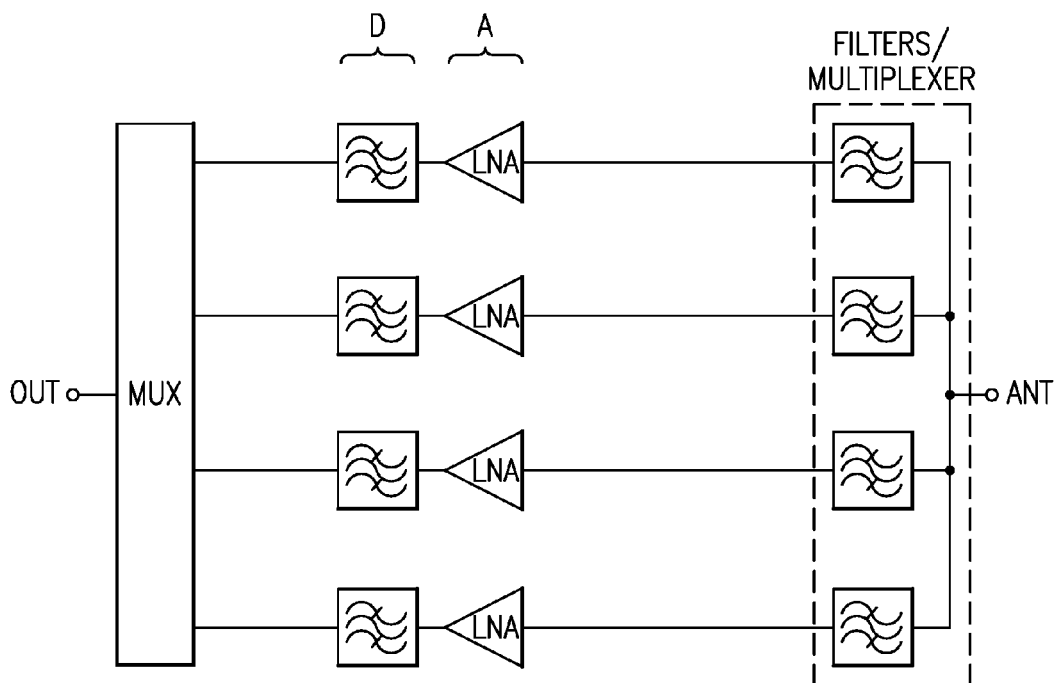 D
A
FILTERS/
MULTIPLEXER
LNA
LNA
OUT
MUX
ANT
LNA
LNA